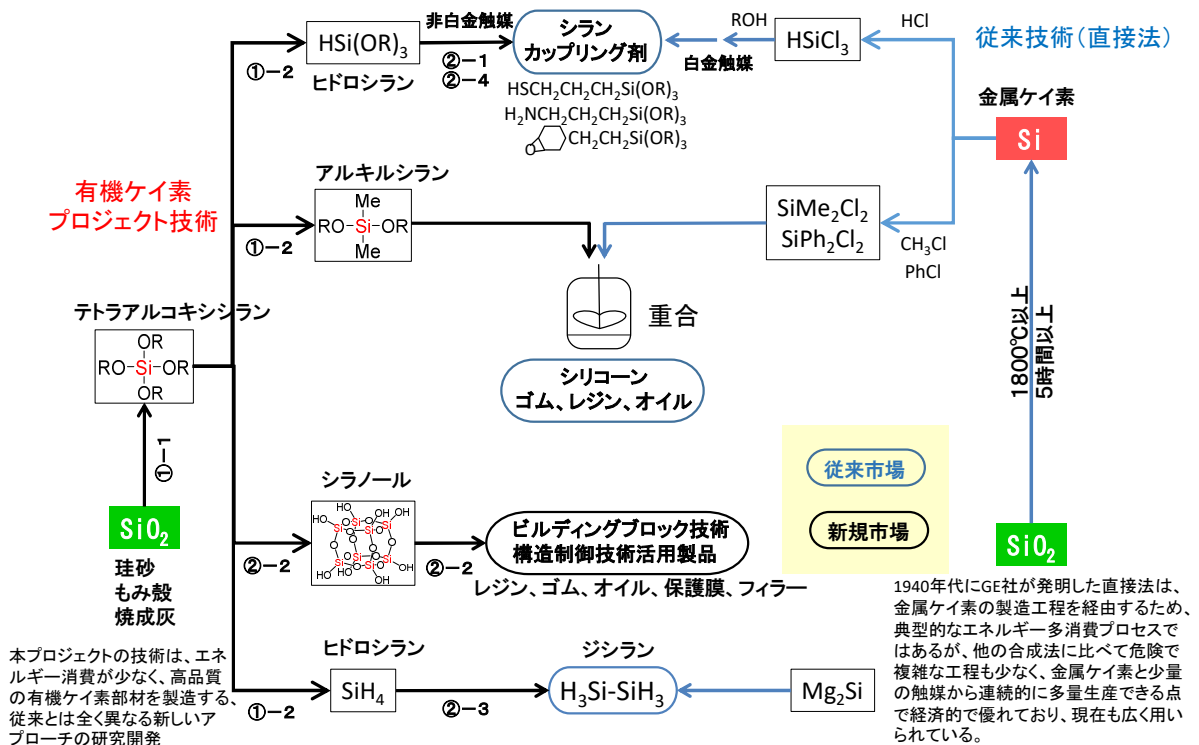 HSi(OR)3
ヒドロシラン
①-2
非白金触媒
②-1
②-4
シラン
カップリング剤
HSCH2CH2CH2Si(OR)3
H2NCH2CH2CH2Si(OR)3
O CH2CH2Si(OR)3
ROH
白金触媒
HSiCl3
HCl
従来技術(直接法)
金属ケイ素
Si
有機ケイ素
プロジェクト技術
アルキルシラン
Me
RO-Si-OR
Me
①-2
SiMe2Cl2
SiPh2Cl2
CH3Cl
PhCl
重合
シリコーン
ゴム、レジン、オイル
1800℃以上
5時間以上
テトラアルコキシシラン
OR
RO-Si-OR
OR
①-1
SiO2
珪砂
もみ殻
焼成灰
シラノール
HO OH HO OH
Si O Si
O Si O Si O
O Si O Si
Si O Si
HO HO OH OH
②-2
②-2
ビルディングブロック技術
構造制御技術活用製品
レジン、ゴム、オイル、保護膜、フィラー
従来市場
新規市場
SiO2
ヒドロシラン
SiH4
①-2
②-3
ジシラン
H3Si-SiH3
Mg2Si
本プロジェクトの技術は、エネ
ルギー消費が少なく、高品質
の有機ケイ素部材を製造する、
従来とは全く異なる新しいア
プローチの研究開発
1940年代にGE社が発明した直接法は、
金属ケイ素の製造工程を経由するため、
典型的なエネルギー多消費プロセスで
はあるが、他の合成法に比べて危険で
複雑な工程も少なく、金属ケイ素と少量
の触媒から連続的に多量生産できる点
で経済的で優れており、現在も広く用い
られている。